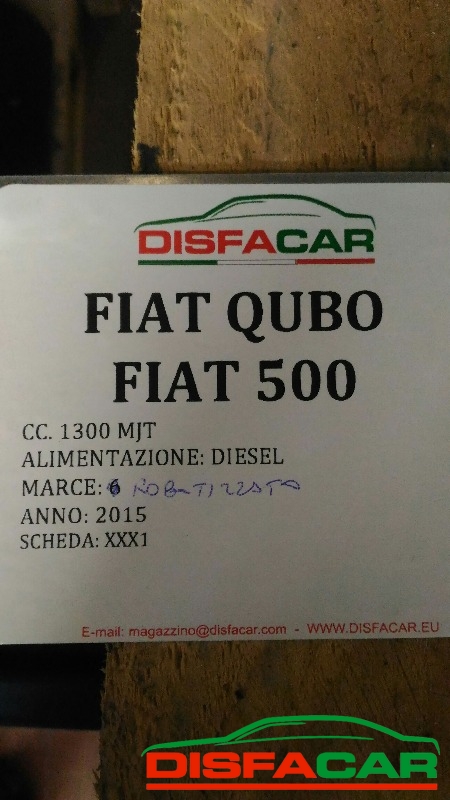 DISFACAR
FIAT QUBO
FIAT 500
CC. 1300 MJT
ALIMENTAZIONE: DIESEL
MARCE: 6 ROBOTIZZATO
ANNO: 2015
SCHEDA: XXX1
E-mail: magazzino@disfacar.com - WWW.DISFACAR.EU
DISFACAR